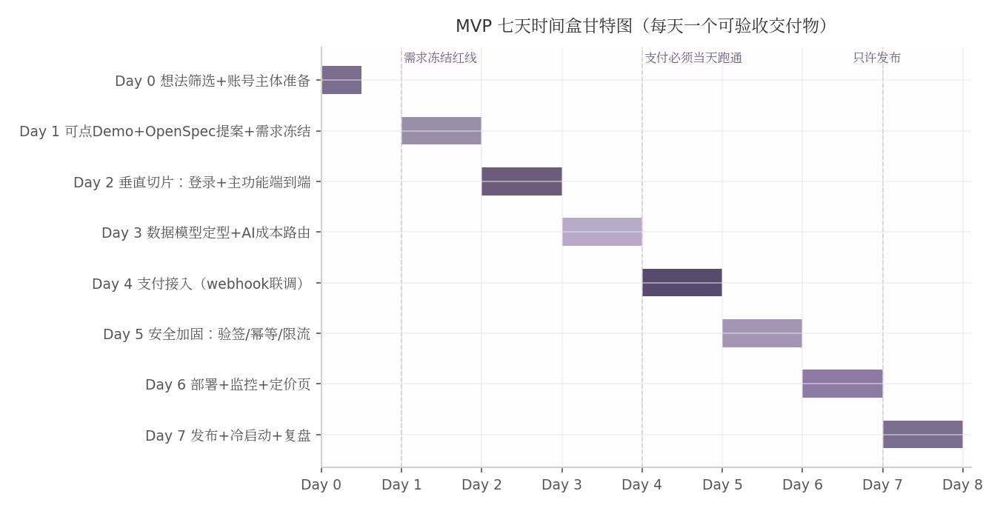 MVP 七天时间盒甘特图（每天一个可验收交付物）
需求冻结红线
支付必须当天跑通
只许发布
Day 0 想法筛选+账号主体准备
Day 1 可点Demo+OpenSpec提案+需求冻结
Day 2 垂直切片：登录+主功能端到端
Day 3 数据模型定型+AI成本路由
Day 4 支付接入（webhook联调）
Day 5 安全加固：验签/幂等/限流
Day 6 部署+监控+定价页
Day 7 发布+冷启动+复盘
Day 0
Day 1
Day 2
Day 3
Day 4
Day 5
Day 6
Day 7
Day 8